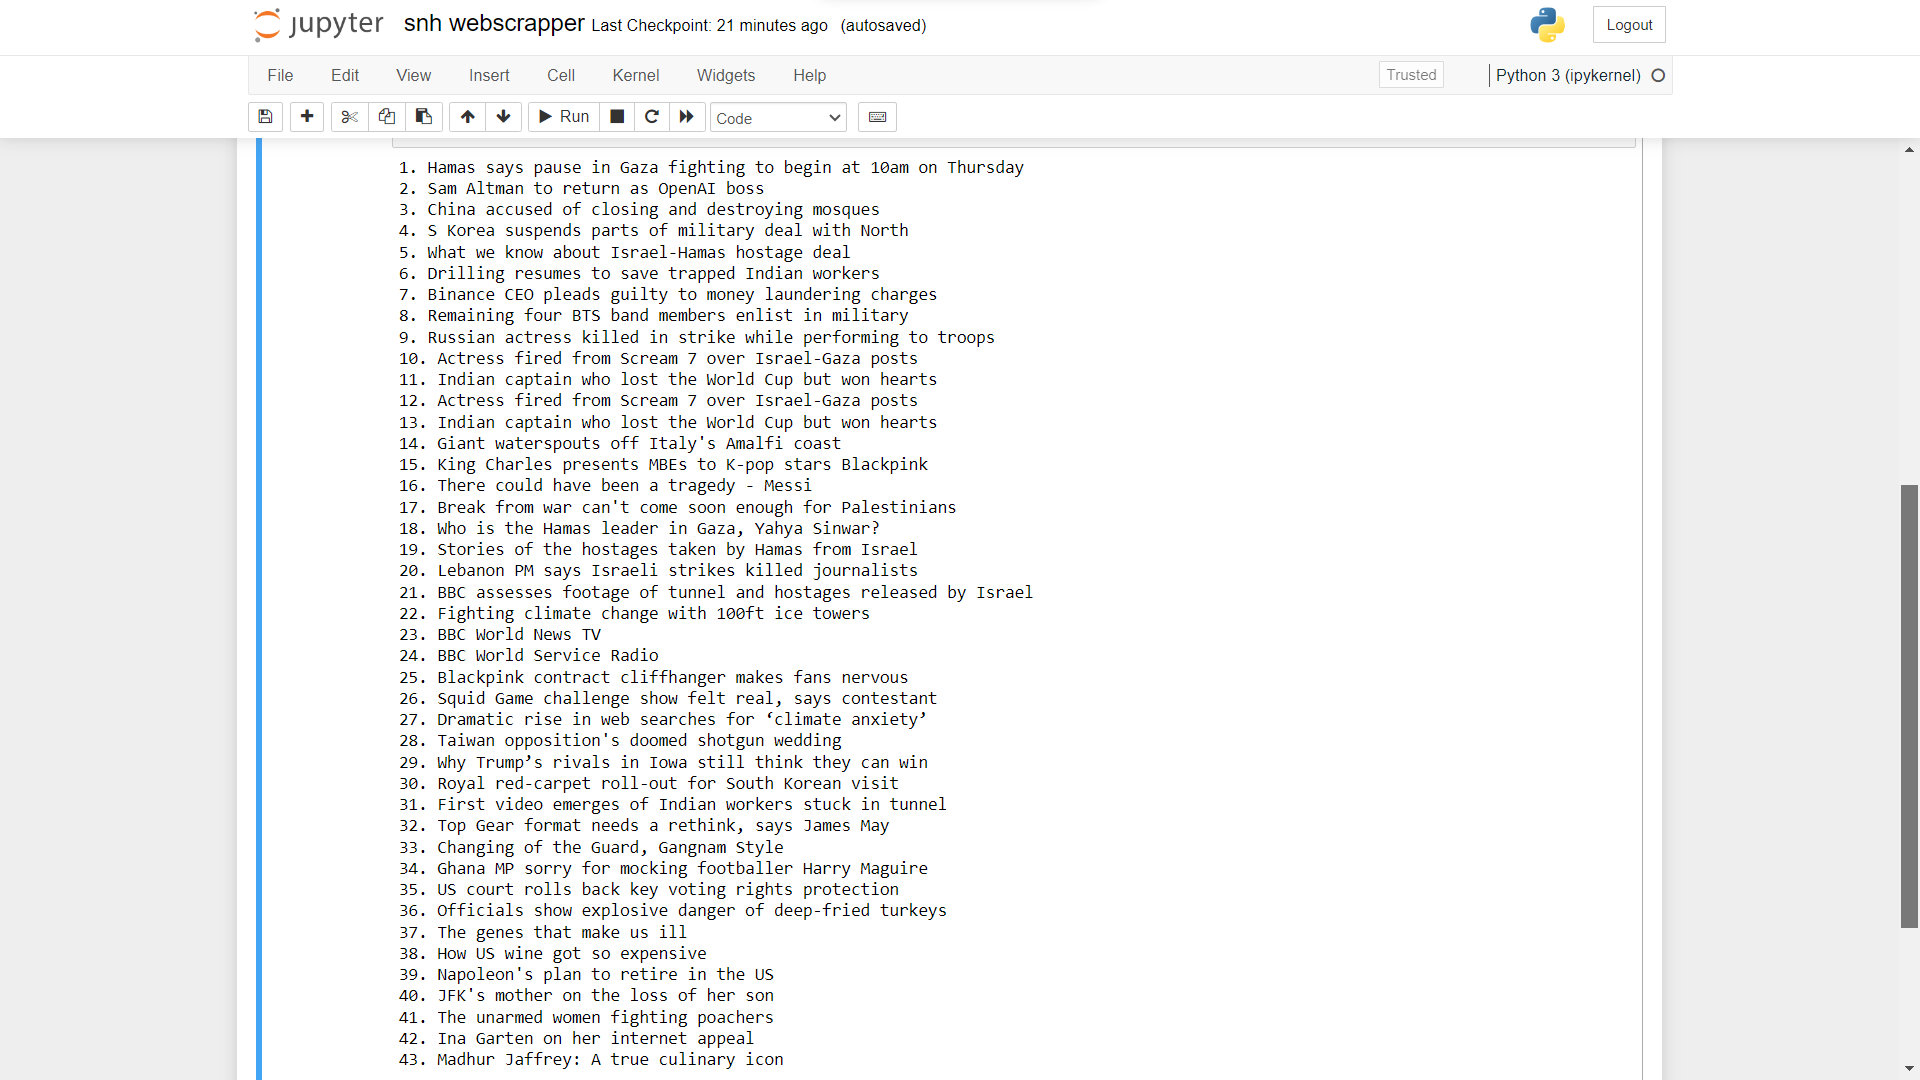 jupyter snh webscrapper Last Checkpoint: 21 minutes ago (autosaved) Logout
File Edit View Insert Cell Kernel Widgets Help Trusted Python 3 (ipykernel)
Run Code
1. Hamas says pause in Gaza fighting to begin at 10am on Thursday
2. Sam Altman to return as OpenAI boss
3. China accused of closing and destroying mosques
4. S Korea suspends parts of military deal with North
5. What we know about Israel-Hamas hostage deal
6. Drilling resumes to save trapped Indian workers
7. Binance CEO pleads guilty to money laundering charges
8. Remaining four BTS band members enlist in military
9. Russian actress killed in strike while performing to troops
10. Actress fired from Scream 7 over Israel-Gaza posts
11. Indian captain who lost the World Cup but won hearts
12. Actress fired from Scream 7 over Israel-Gaza posts
13. Indian captain who lost the World Cup but won hearts
14. Giant waterspouts off Italy's Amalfi coast
15. King Charles presents MBEs to K-pop stars Blackpink
16. There could have been a tragedy - Messi
17. Break from war can't come soon enough for Palestinians
18. Who is the Hamas leader in Gaza, Yahya Sinwar?
19. Stories of the hostages taken by Hamas from Israel
20. Lebanon PM says Israeli strikes killed journalists
21. BBC assesses footage of tunnel and hostages released by Israel
22. Fighting climate change with 100ft ice towers
23. BBC World News TV
24. BBC World Service Radio
25. Blackpink contract cliffhanger makes fans nervous
26. Squid Game challenge show felt real, says contestant
27. Dramatic rise in web searches for ‘climate anxiety’
28. Taiwan opposition's doomed shotgun wedding
29. Why Trump’s rivals in Iowa still think they can win
30. Royal red-carpet roll-out for South Korean visit
31. First video emerges of Indian workers stuck in tunnel
32. Top Gear format needs a rethink, says James May
33. Changing of the Guard, Gangnam Style
34. Ghana MP sorry for mocking footballer Harry Maguire
35. US court rolls back key voting rights protection
36. Officials show explosive danger of deep-fried turkeys
37. The genes that make us ill
38. How US wine got so expensive
39. Napoleon's plan to retire in the US
40. JFK's mother on the loss of her son
41. The unarmed women fighting poachers
42. Ina Garten on her internet appeal
43. Madhur Jaffrey: A true culinary icon